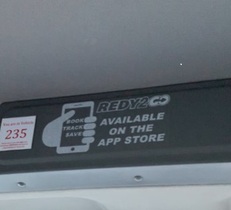 REDY2GO
BOOK
TRACK
SAVE
AVAILABLE
ON THE
APP STORE
235